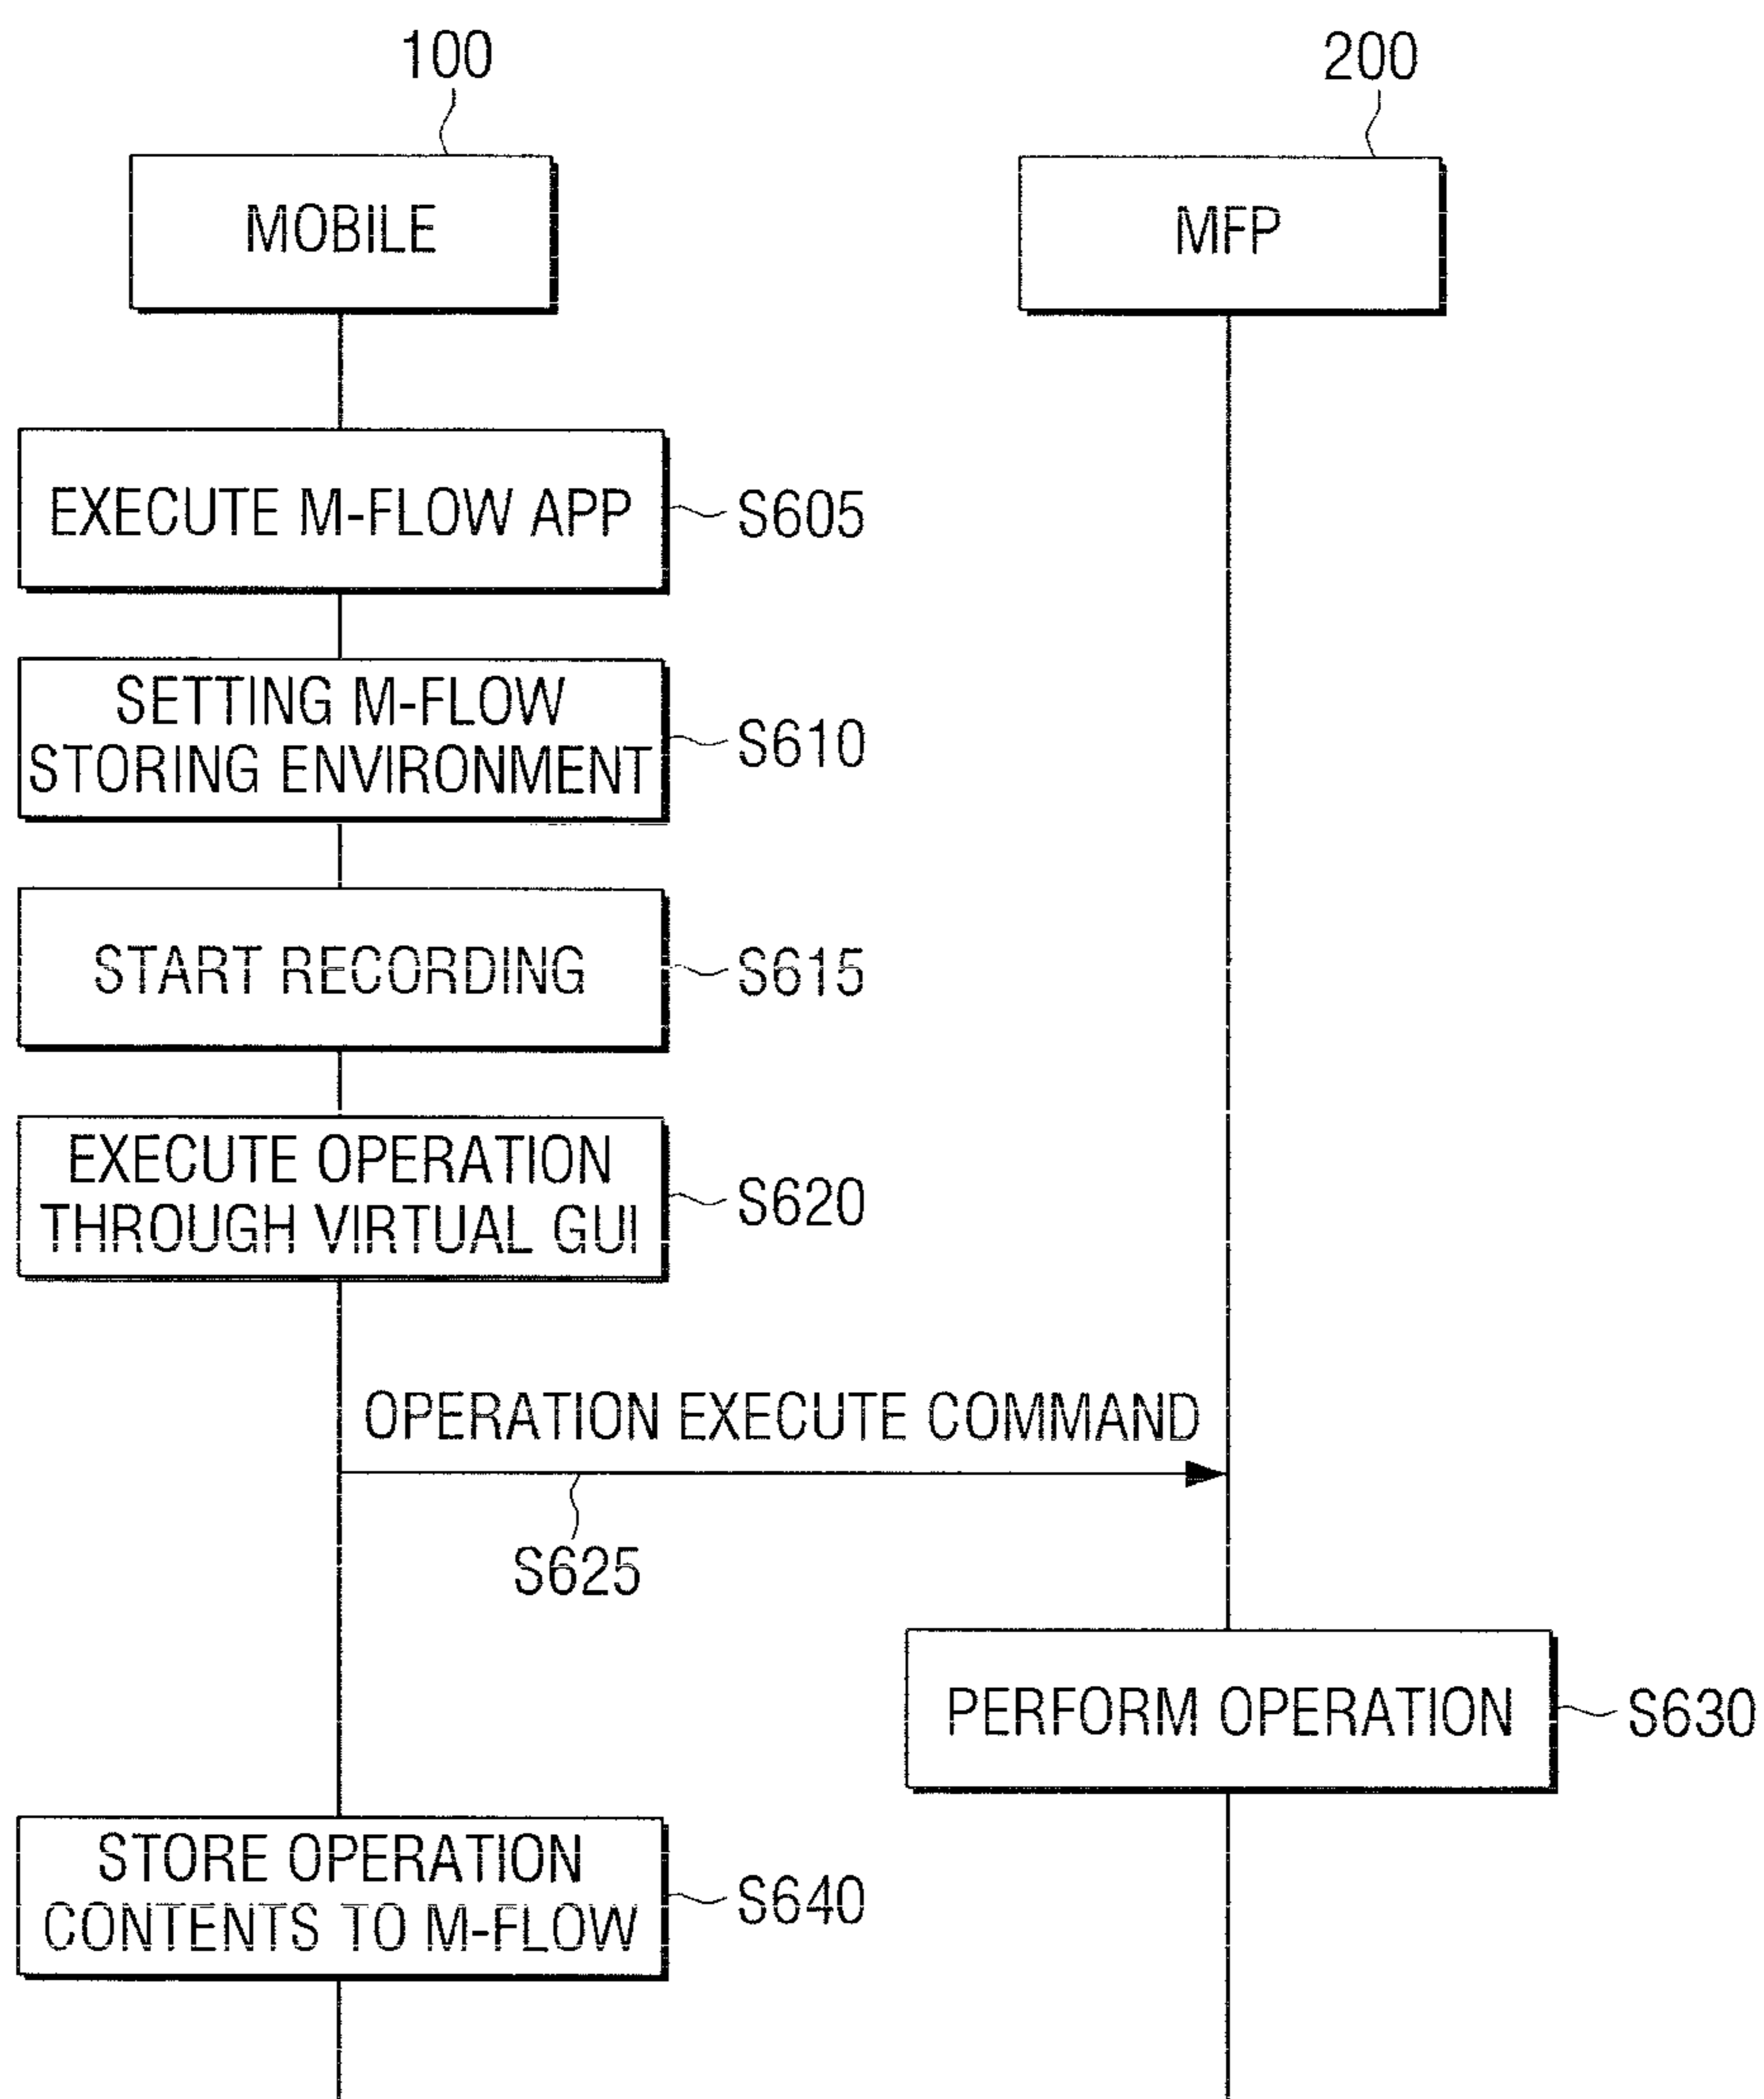 100
200
MOBILE
MFP
EXECUTE M-FLOW APP
S605
SETTING M-FLOW
STORING ENVIRONMENT
S610
START RECORDING
S615
EXECUTE OPERATION
THROUGH VIRTUAL GUI
S620
OPERATION EXECUTE COMMAND
S625
PERFORM OPERATION
S630
STORE OPERATION
CONTENTS TO M-FLOW
S640